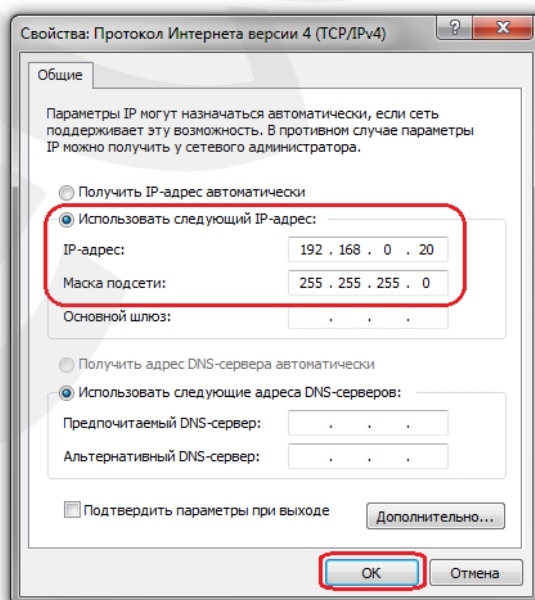 Свойства: Протокол Интернета версии 4 (TCP/IPv4)
Общие
Параметры IP могут назначаться автоматически, если сеть
поддерживает эту возможность. В противном случае параметры
IP можно получить у сетевого администратора.
Получить IP-адрес автоматически
Использовать следующий IP-адрес:
IP-адрес: 192 . 168 . 0 . 20
Маска подсети: 255 . 255 . 255 . 0
Основной шлюз: . . .
Получить адрес DNS-сервера автоматически
Использовать следующие адреса DNS-серверов:
Предпочитаемый DNS-сервер: . . .
Альтернативный DNS-сервер: . . .
Подтвердить параметры при выходе
Дополнительно...
ОК Отмена